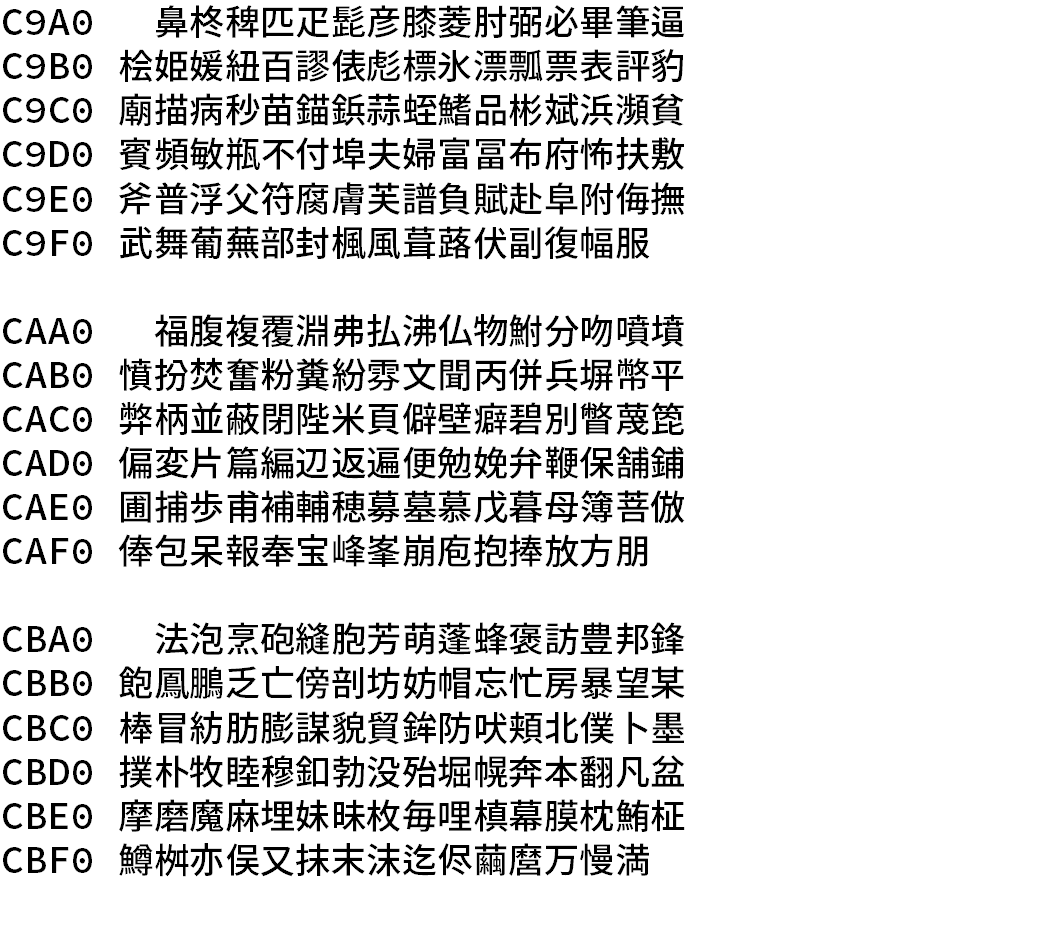 C9A0 鼻柊稗匹疋髭彦膝菱肘弼必畢筆逼
C9B0 桧姫媛紐百謬俵彪標氷漂瓢票表評豹
C9C0 廟描病秒苗錨鋲蒜蛭鰭品彬斌浜瀕貧
C9D0 賓頻敏瓶不付埠夫婦富冨布府怖扶敷
C9E0 斧普浮父符腐膚芙譜負賦赴阜附侮撫
C9F0 武舞葡蕪部封楓風葺蕗伏副復幅服
CAA0 福腹複覆淵弗払沸仏物鮒分吻噴墳
CAB0 憤扮焚奮粉糞紛雰文聞丙併兵塀幣平
CAC0 弊柄並蔽閉陛米頁僻壁癖碧別瞥蔑箆
CAD0 偏変片篇編辺返遍便勉娩弁鞭保舗鋪
CAE0 圃捕歩甫補輔穂募墓慕戊暮母簿菩倣
CAF0 俸包呆報奉宝峰峯崩庖抱捧放方朋
CBA0 法泡烹砲縫胞芳萌蓬蜂褒訪豊邦鋒
CBB0 飽鳳鵬乏亡傍剖坊妨帽忘忙房暴望某
CBC0 棒冒紡肪膨謀貌貿鉾防吠頬北僕卜墨
CBD0 撲朴牧睦穆釦勃没殆堀幌奔本翻凡盆
CBE0 摩磨魔麻埋妹昧枚毎哩槙幕膜枕鮪柾
CBF0 鱒桝亦俣又抹末沫迄侭繭麿万慢満